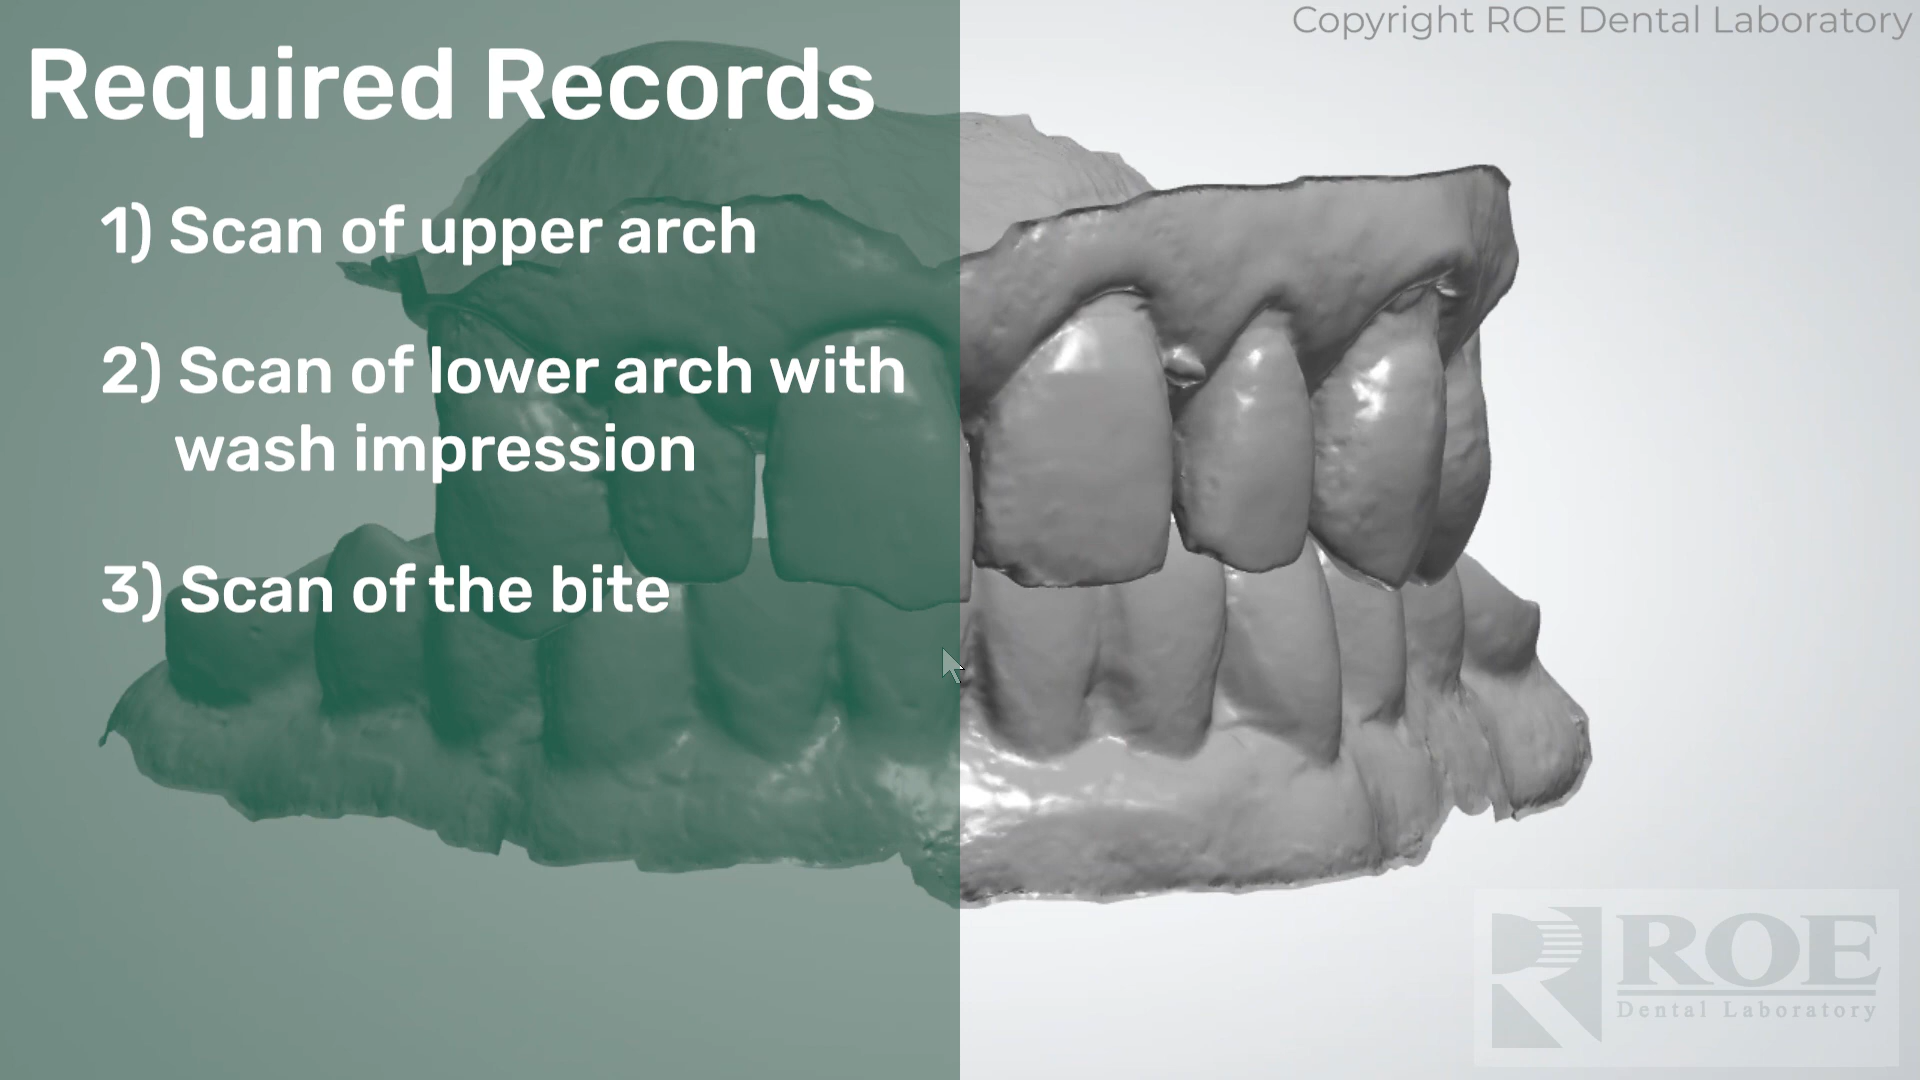 Copyright ROE Dental Laboratory
Required Records
1) Scan of upper arch
2) Scan of lower arch with
wash impression
3) Scan of the bite
ROE
Dental Laboratory